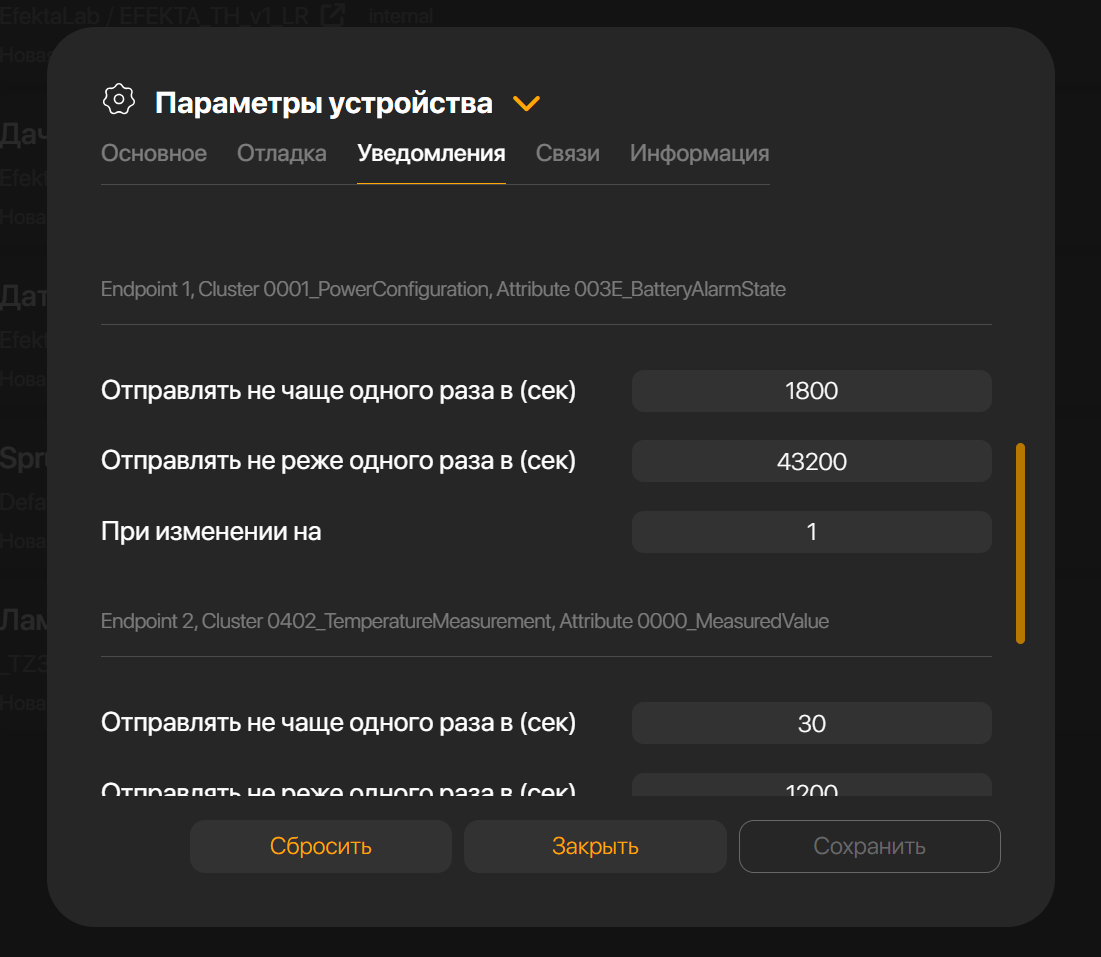 EfektaLab / EFEKTA_TH_v1_LR internal
Параметры устройства
Основное Отладка Уведомления Связи Информация
Endpoint 1, Cluster 0001_PowerConfiguration, Attribute 003E_BatteryAlarmState
Отправлять не чаще одного раза в (сек) 1800
Отправлять не реже одного раза в (сек) 43200
При изменении на 1
Endpoint 2, Cluster 0402_TemperatureMeasurement, Attribute 0000_MeasuredValue
Отправлять не чаще одного раза в (сек) 30
Отправлять не реже одного раза в (сек) 1200
Сбросить Закрыть Сохранить